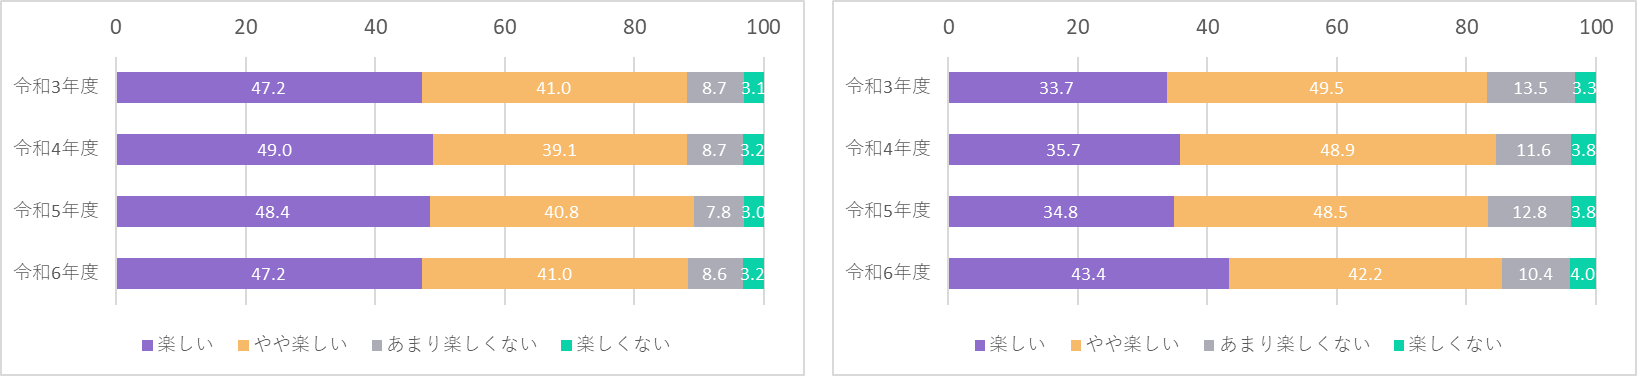 0 20 40 60 80 100
令和3年度 47.2 41.0 8.7 3.1
令和4年度 49.0 39.1 8.7 3.2
令和5年度 48.4 40.8 7.8 3.0
令和6年度 47.2 41.0 8.6 3.2
楽しい やや楽しい あまり楽しくない 楽しくない
0 20 40 60 80 100
令和3年度 33.7 49.5 13.5 3.3
令和4年度 35.7 48.9 11.6 3.8
令和5年度 34.8 48.5 12.8 3.8
令和6年度 43.4 42.2 10.4 4.0
楽しい やや楽しい あまり楽しくない 楽しくない